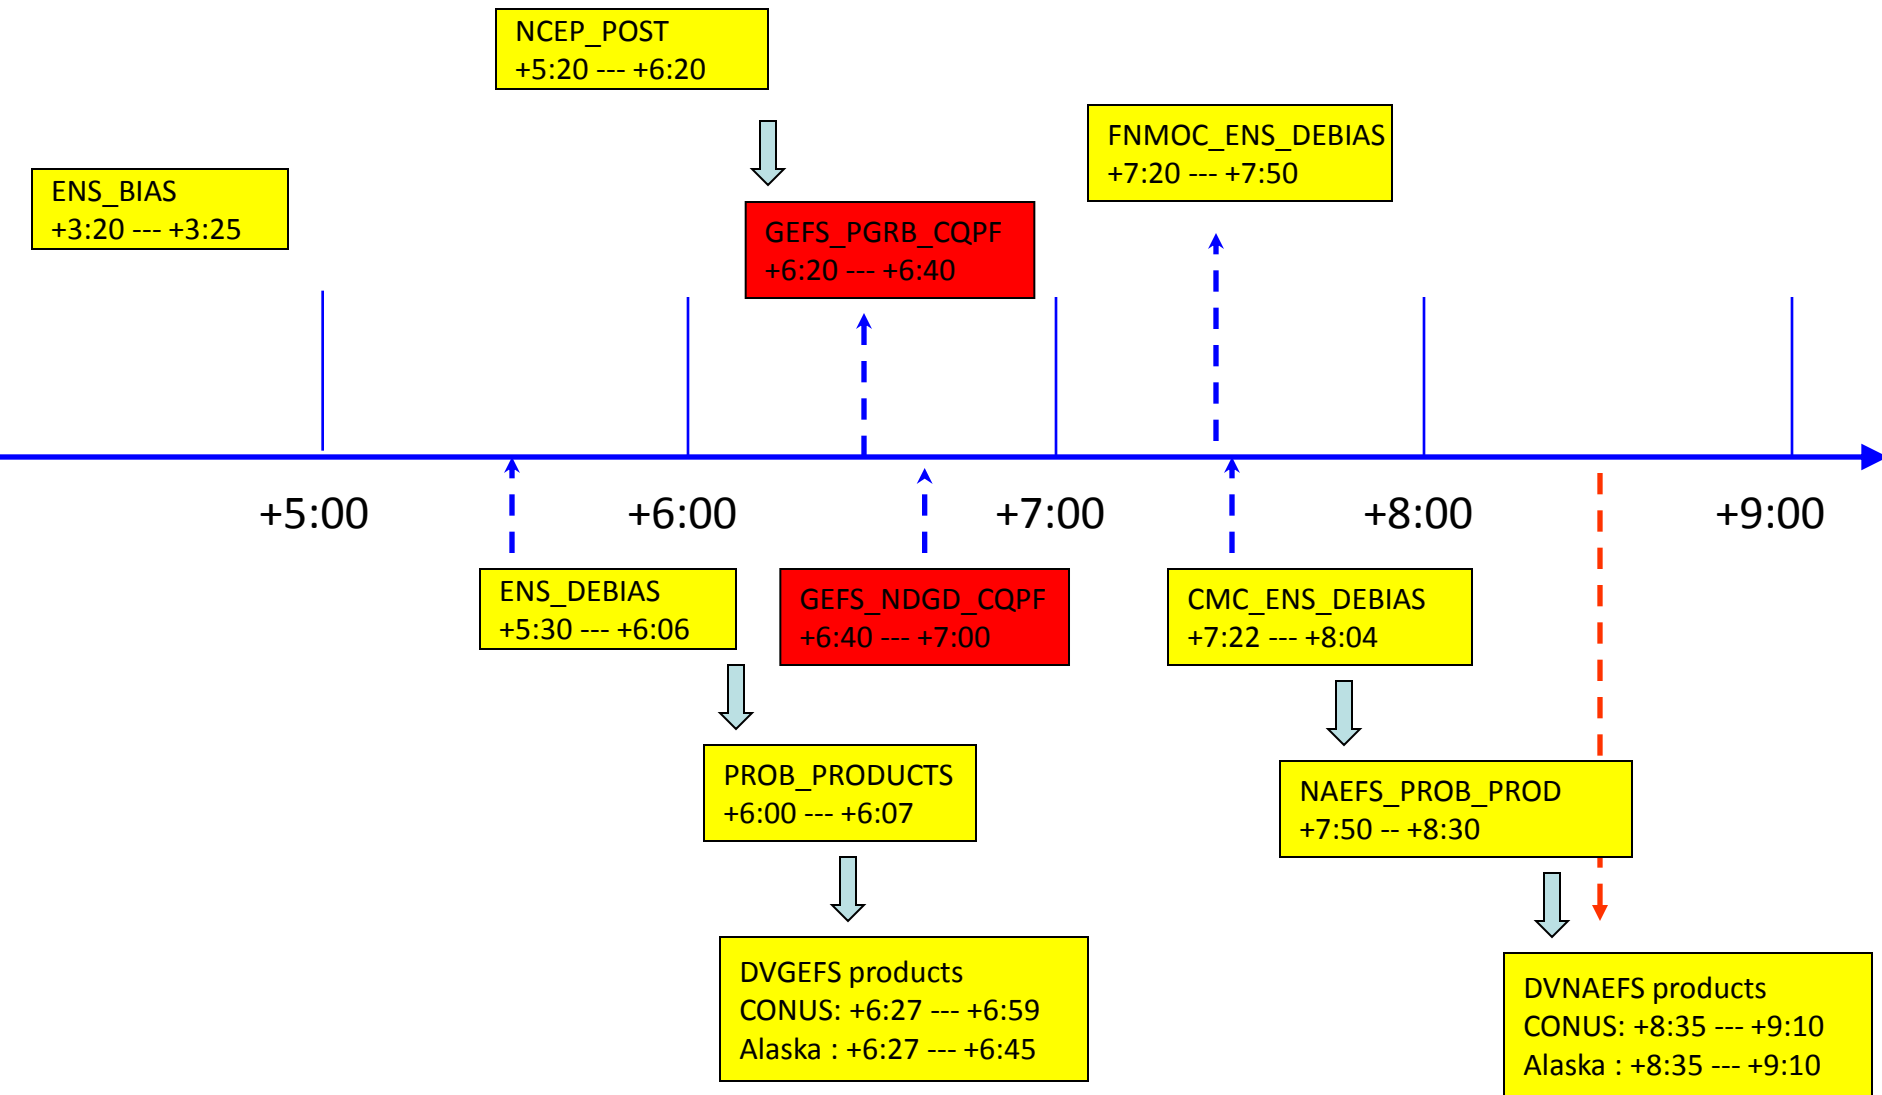 NCEP_POST
+5:20 --- +6:20
FNMOC_ENS_DEBIAS
+7:20 --- +7:50
ENS_BIAS
+3:20 --- +3:25
GEFS_PGRB_CQPF
+6:20 --- +6:40
+5:00
+6:00
+7:00
+8:00
+9:00
ENS_DEBIAS
+5:30 --- +6:06
GEFS_NDGD_CQPF
+6:40 --- +7:00
CMC_ENS_DEBIAS
+7:22 --- +8:04
PROB_PRODUCTS
+6:00 --- +6:07
NAEFS_PROB_PROD
+7:50 -- +8:30
DVGEFS products
CONUS: +6:27 --- +6:59
Alaska : +6:27 --- +6:45
DVNAEFS products
CONUS: +8:35 --- +9:10
Alaska : +8:35 --- +9:10